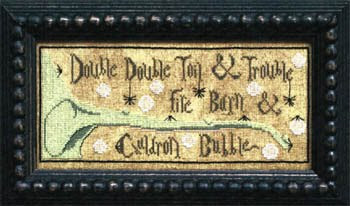 Double Double Toil & Trouble
Fire Burn &
Cauldron Bubble